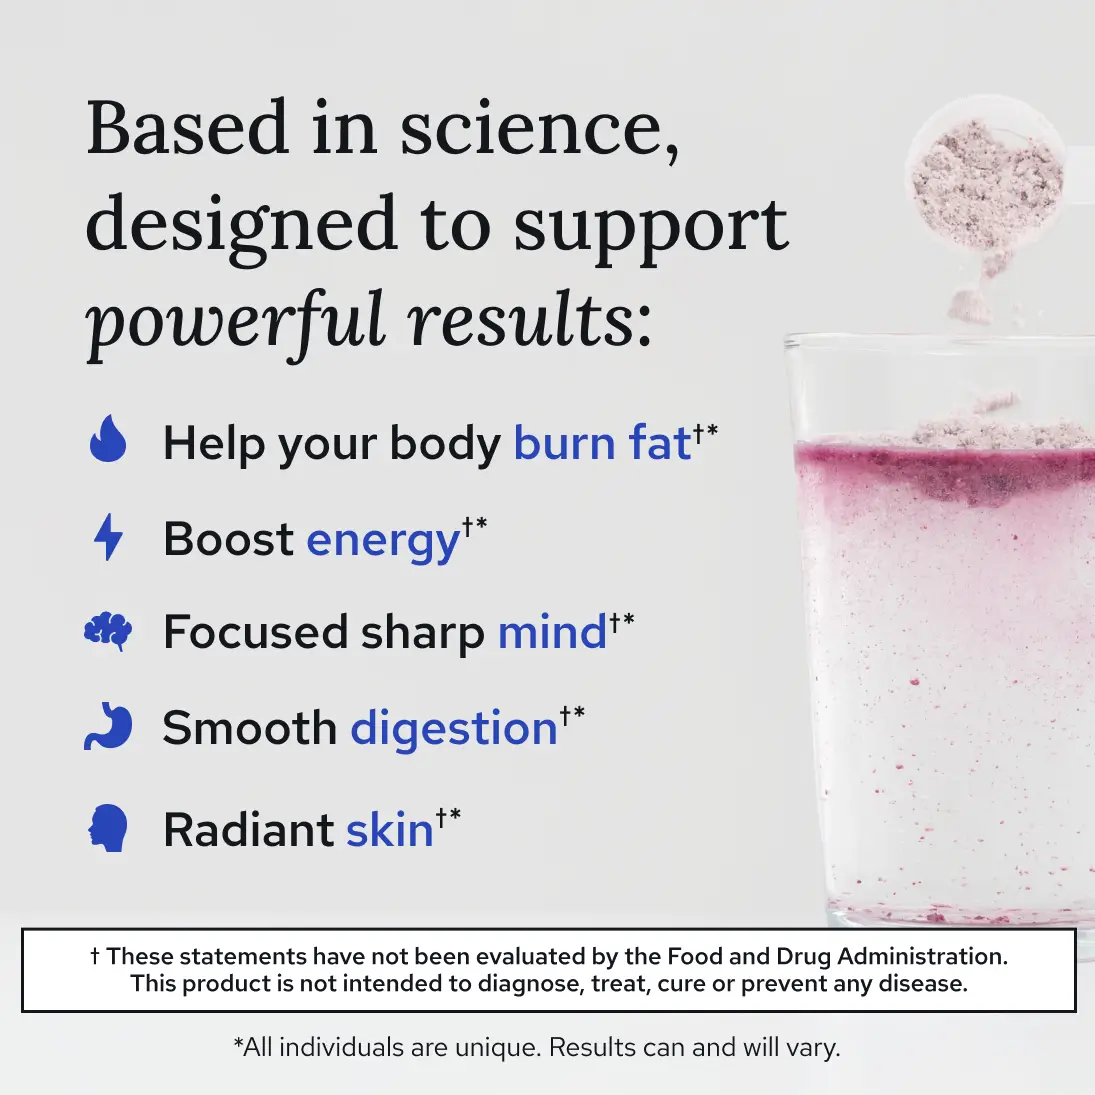 Based in science,
designed to support
powerful results:
Help your body burn fat†*
Boost energy†*
Focused sharp mind†*
Smooth digestion†*
Radiant skin†*
† These statements have not been evaluated by the Food and Drug Administration.
This product is not intended to diagnose, treat, cure or prevent any disease.
*All individuals are unique. Results can and will vary.